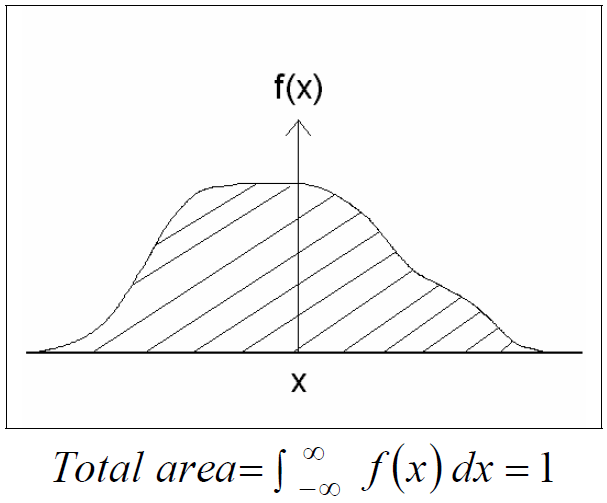 f(x)
x
Total area= ∫_{-∞}^{∞} f(x) dx = 1